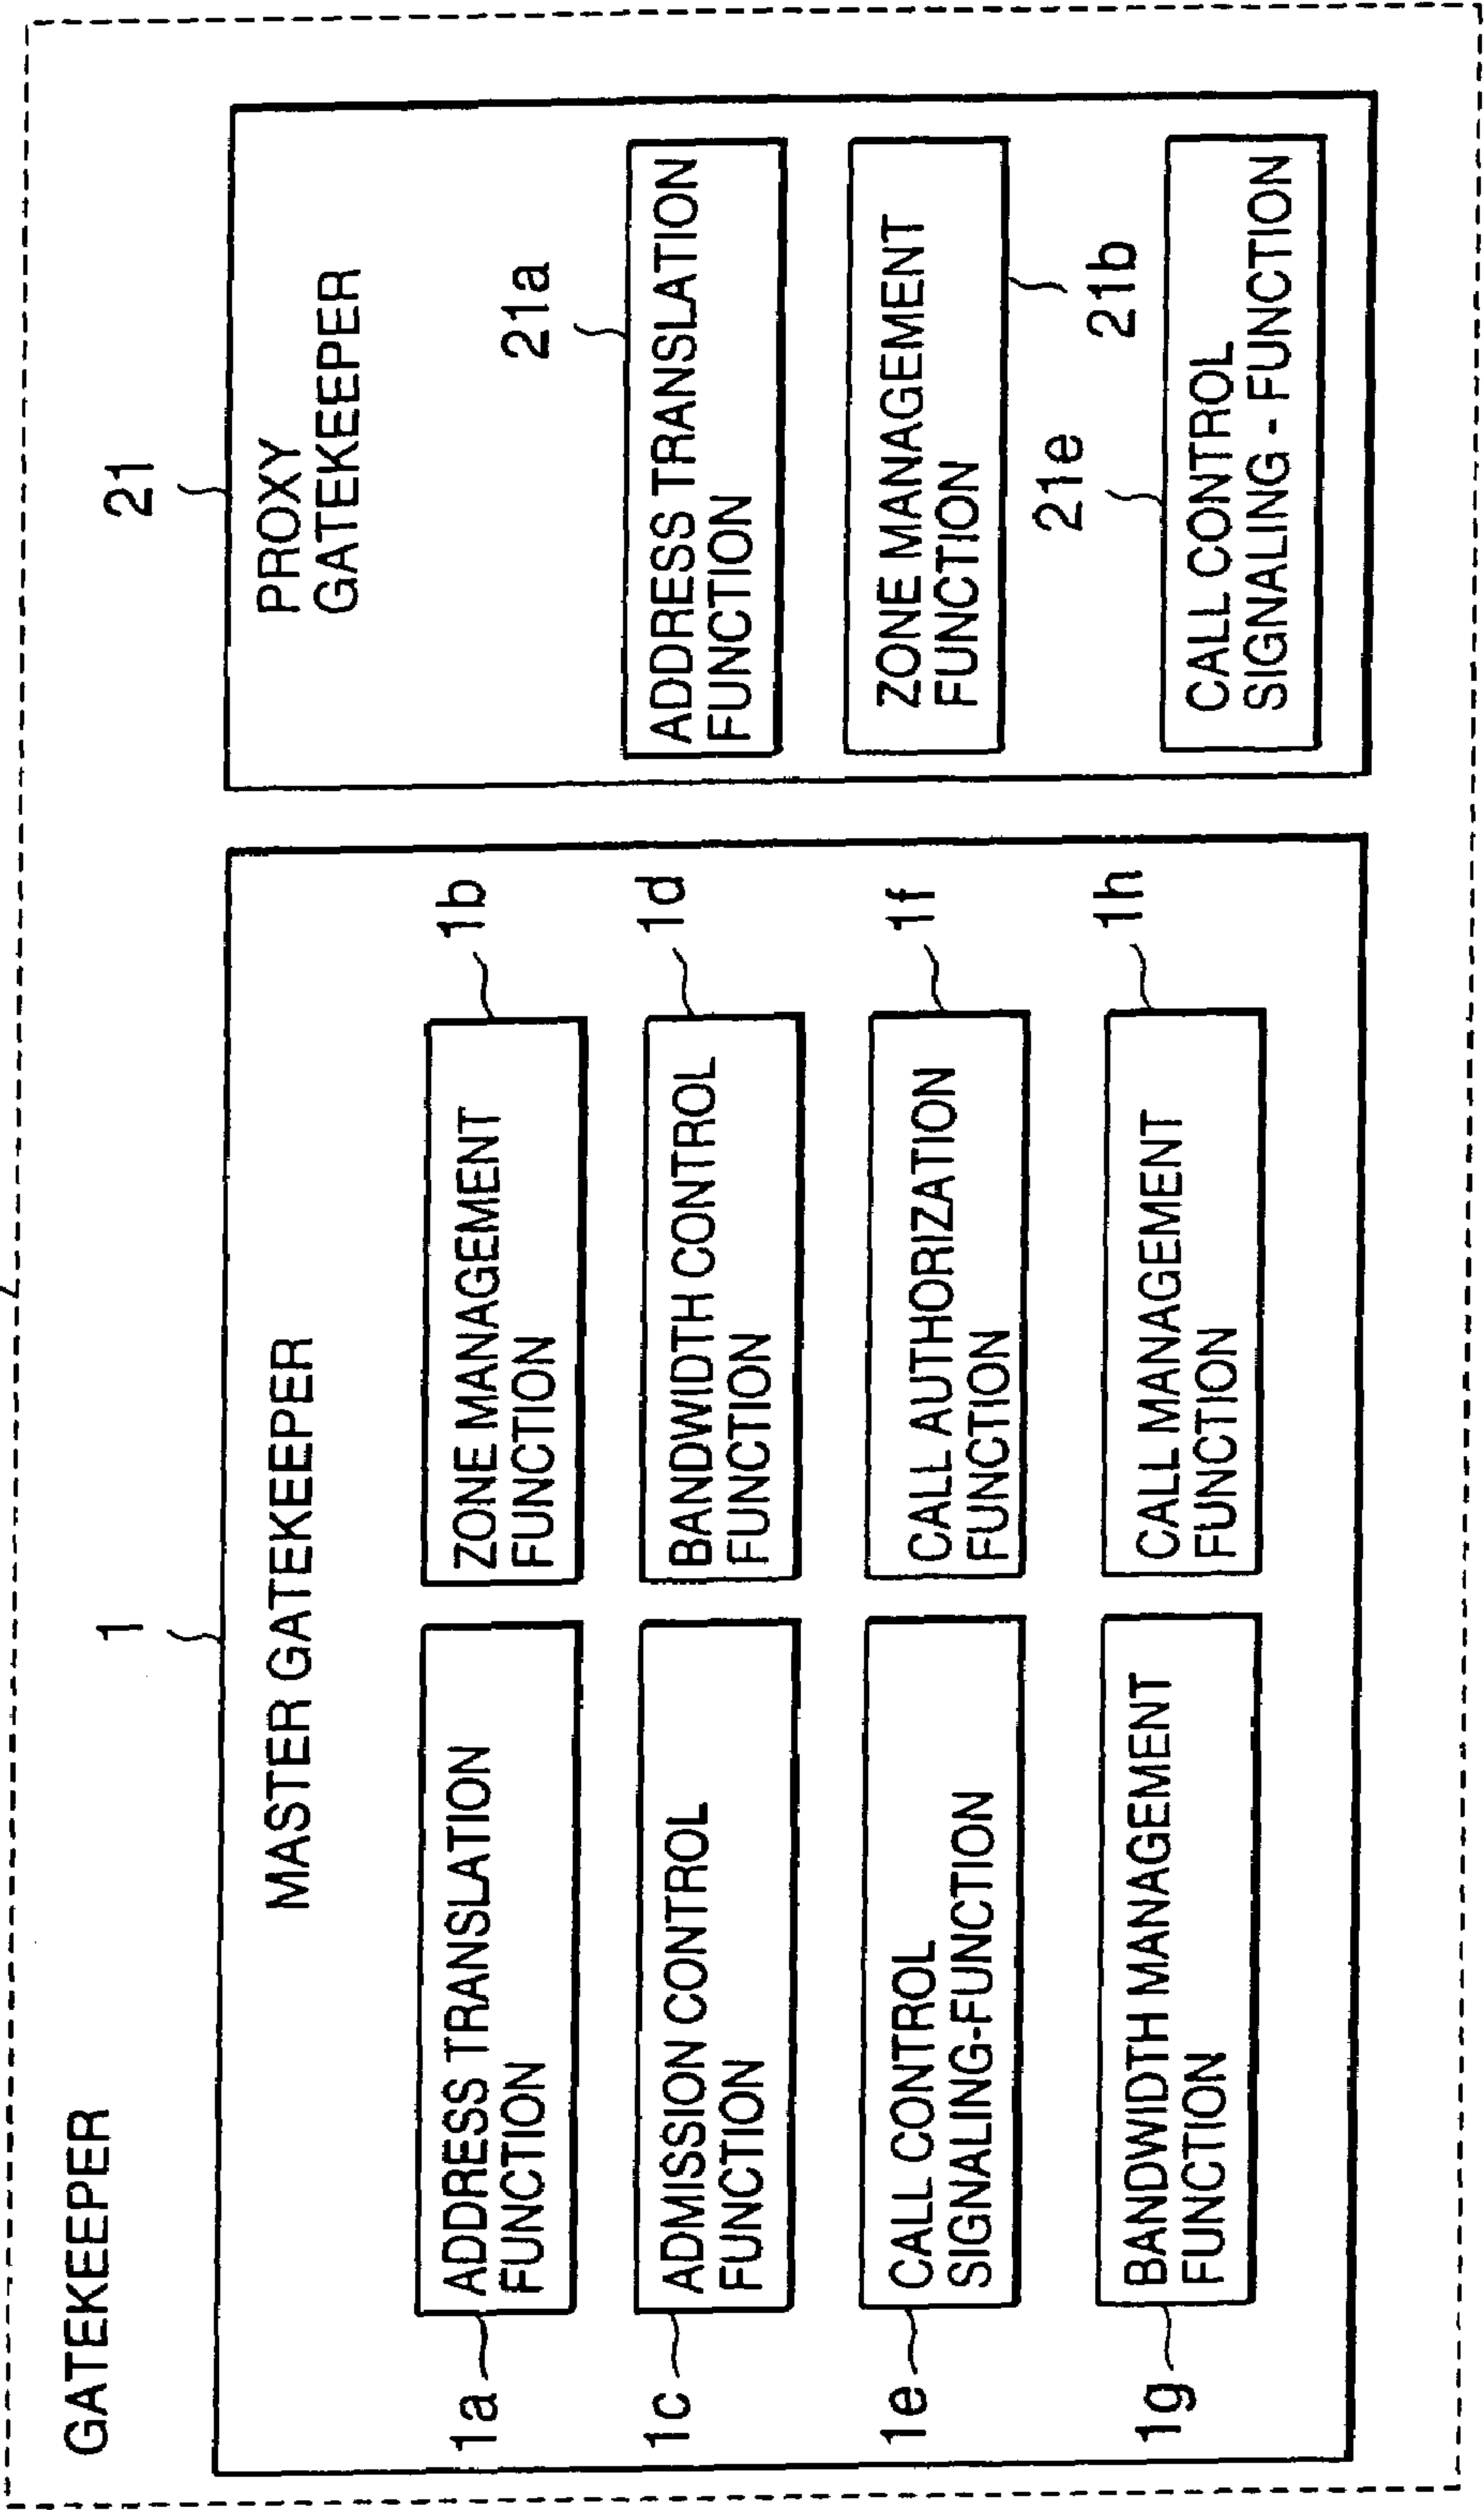 GATEKEEPER
1
MASTER GATEKEEPER
1a
ADDRESS TRANSLATION
FUNCTION
1b
ZONE MANAGEMENT
FUNCTION
1c
ADMISSION CONTROL
FUNCTION
1d
BANDWIDTH CONTROL
FUNCTION
1e
CALL CONTROL
SIGNALING-FUNCTION
1f
CALL AUTHORIZATION
FUNCTION
1g
BANDWIDTH MANAGEMENT
FUNCTION
1h
CALL MANAGEMENT
FUNCTION
21
PROXY
GATEKEEPER
21a
ADDRESS TRANSLATION
FUNCTION
ZONE MANAGEMENT
FUNCTION
21b
21e
CALL CONTROL
SIGNALING-FUNCTION